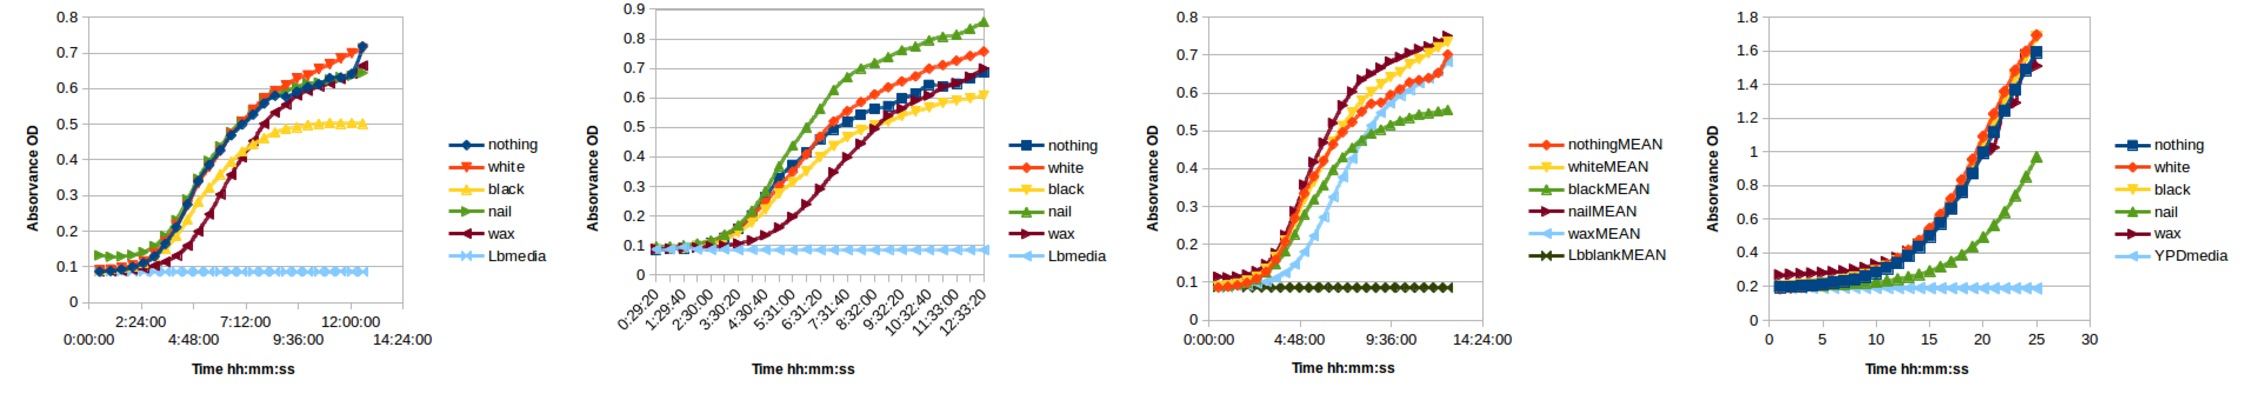 0.8
0.7
0.6
0.5
0.4
0.3
0.2
0.1
0
Absorvance OD
2:24:00 7:12:00 12:00:00
0:00:00 4:48:00 9:36:00 14:24:00
Time hh:mm:ss
nothing
white
black
nail
wax
Lbmedia
0.9
0.8
0.7
0.6
0.5
0.4
0.3
0.2
0.1
0
Absorvance OD
0:29:20 1:29:40 2:30:00 3:30:20 4:30:40 5:31:00 6:31:20 7:31:40 8:32:00 9:32:20 10:32:40 11:33:00 12:33:20
Time hh:mm:ss
nothing
white
black
nail
wax
Lbmedia
0.8
0.7
0.6
0.5
0.4
0.3
0.2
0.1
0
Absorvance OD
0:00:00 4:48:00 9:36:00 14:24:00
Time hh:mm:ss
nothingMEAN
whiteMEAN
blackMEAN
nailMEAN
waxMEAN
LbblankMEAN
1.8
1.6
1.4
1.2
1
0.8
0.6
0.4
0.2
0
Absorvance OD
0 5 10 15 20 25 30
Time hh:mm:ss
nothing
white
black
nail
wax
YPDmedia